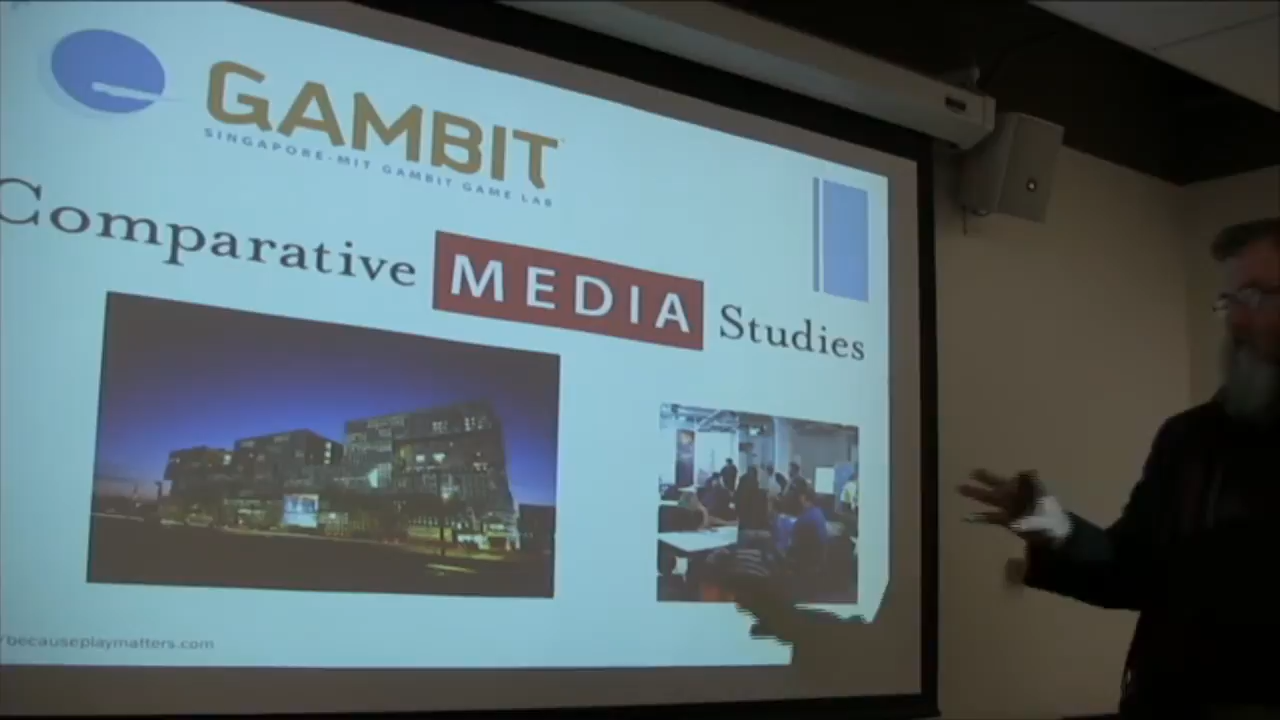 GAMBIT
SINGAPORE-MIT GAMBIT GAME LAB
Comparative MEDIA Studies
/becauseplaymatters.com